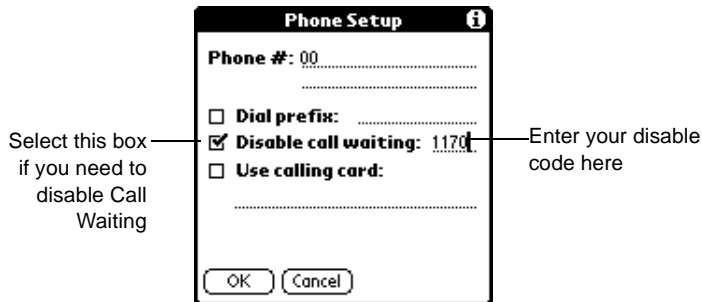 Phone Setup
Phone #: 00
Dial prefix:
Disable call waiting: 1170
Use calling card:
OK Cancel
Select this box
if you need to
disable Call
Waiting
Enter your disable
code here